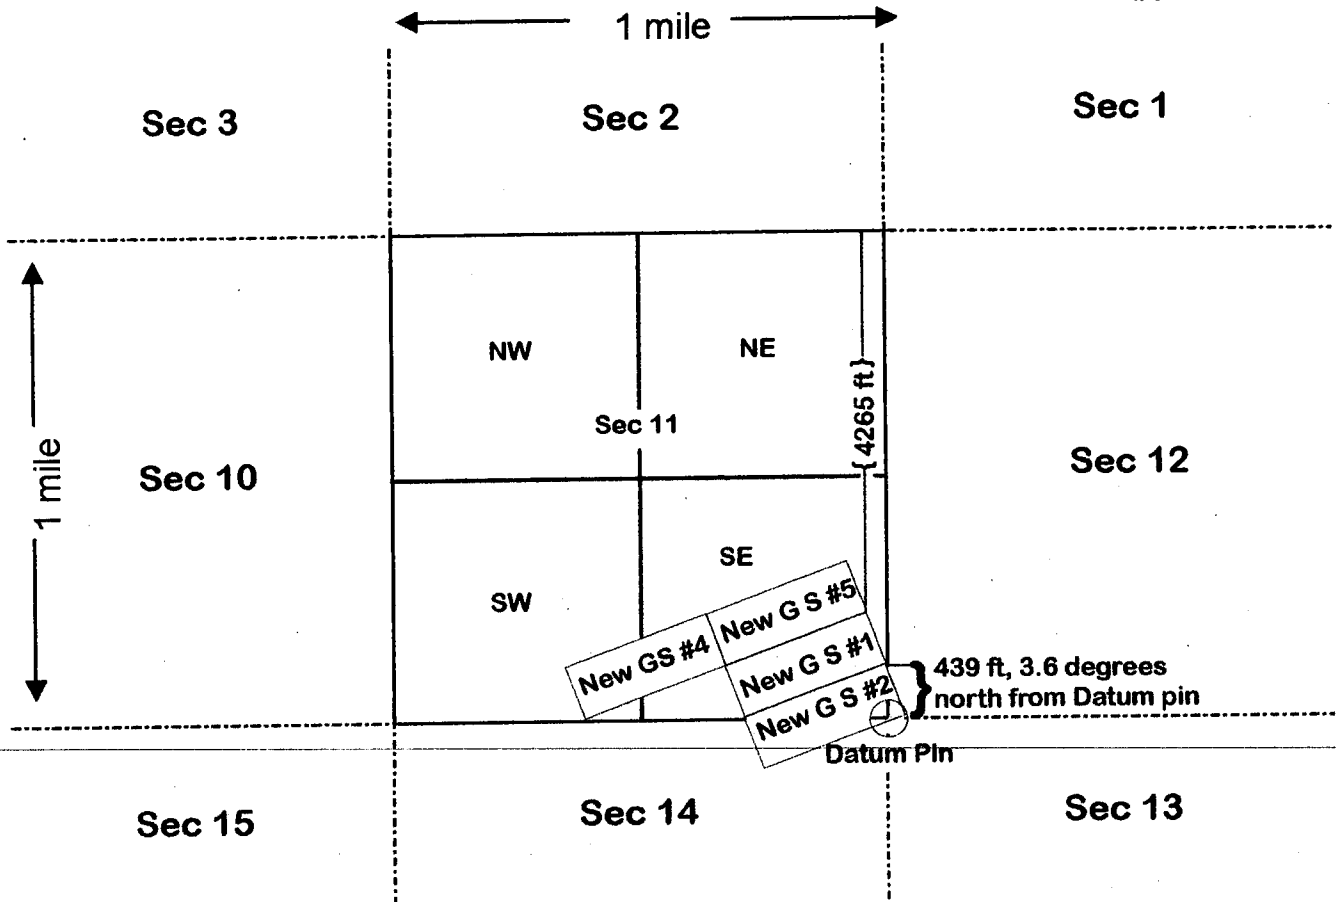 1 mile
Sec 3
Sec 2
Sec 1
NW
NE
{ 4265 ft }
Sec 11
1 mile
Sec 10
Sec 12
SE
SW
New G S #5
New GS #4
New G S #1
New G S #2
439 ft, 3.6 degrees
north from Datum pin
Datum Pin
Sec 15
Sec 14
Sec 13